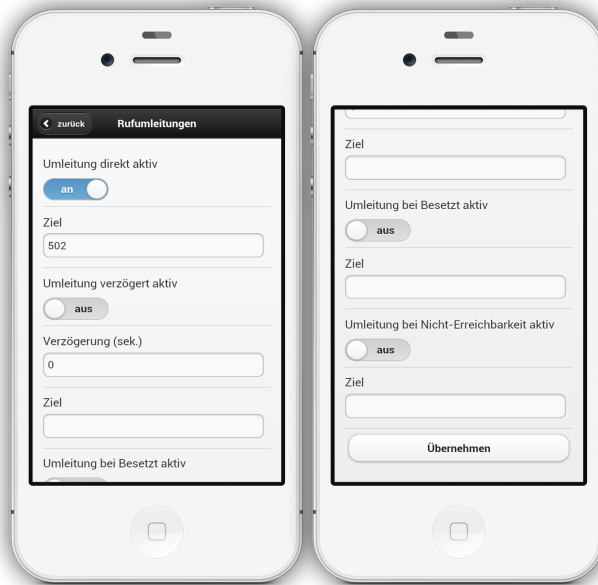 zurück
Rufumleitungen
Umleitung direkt aktiv
an
Ziel
502
Umleitung verzögert aktiv
aus
Verzögerung (sek.)
0
Ziel
Umleitung bei Besetzt aktiv
Ziel
Umleitung bei Besetzt aktiv
aus
Ziel
Umleitung bei Nicht-Erreichbarkeit aktiv
aus
Ziel
Übernehmen